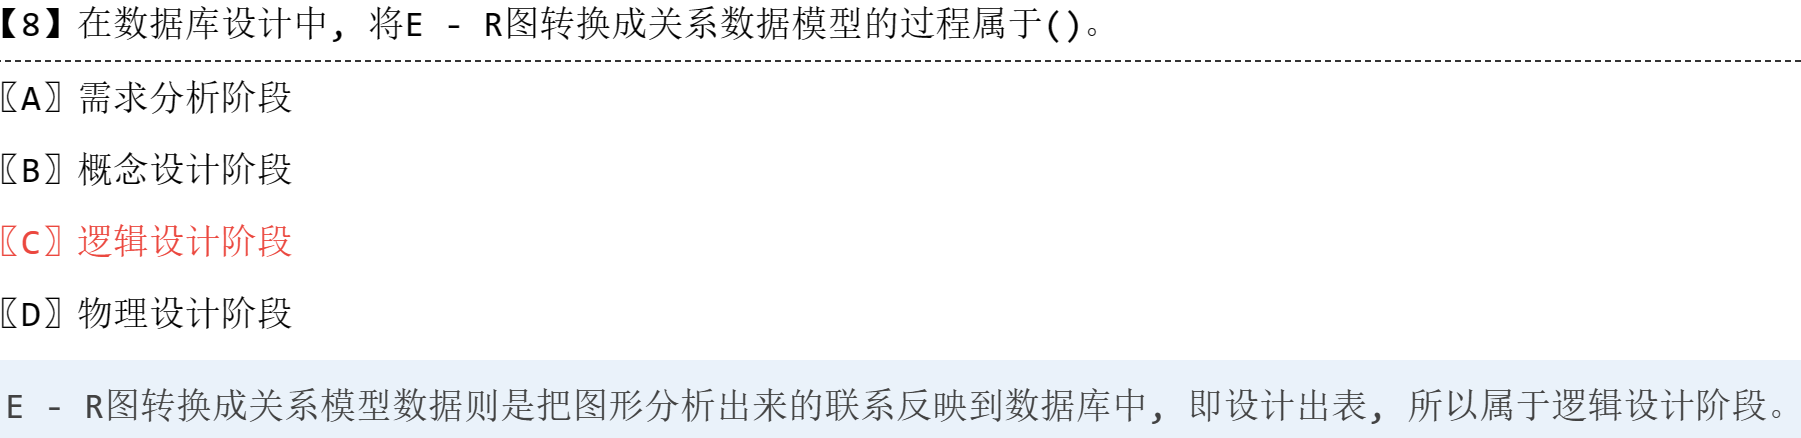 【8】在数据库设计中, 将E - R图转换成关系数据模型的过程属于()。
〖A〗需求分析阶段
〖B〗概念设计阶段
〖C〗逻辑设计阶段
〖D〗物理设计阶段
E - R图转换成关系模型数据则是把图形分析出来的联系反映到数据库中, 即设计出表, 所以属于逻辑设计阶段。